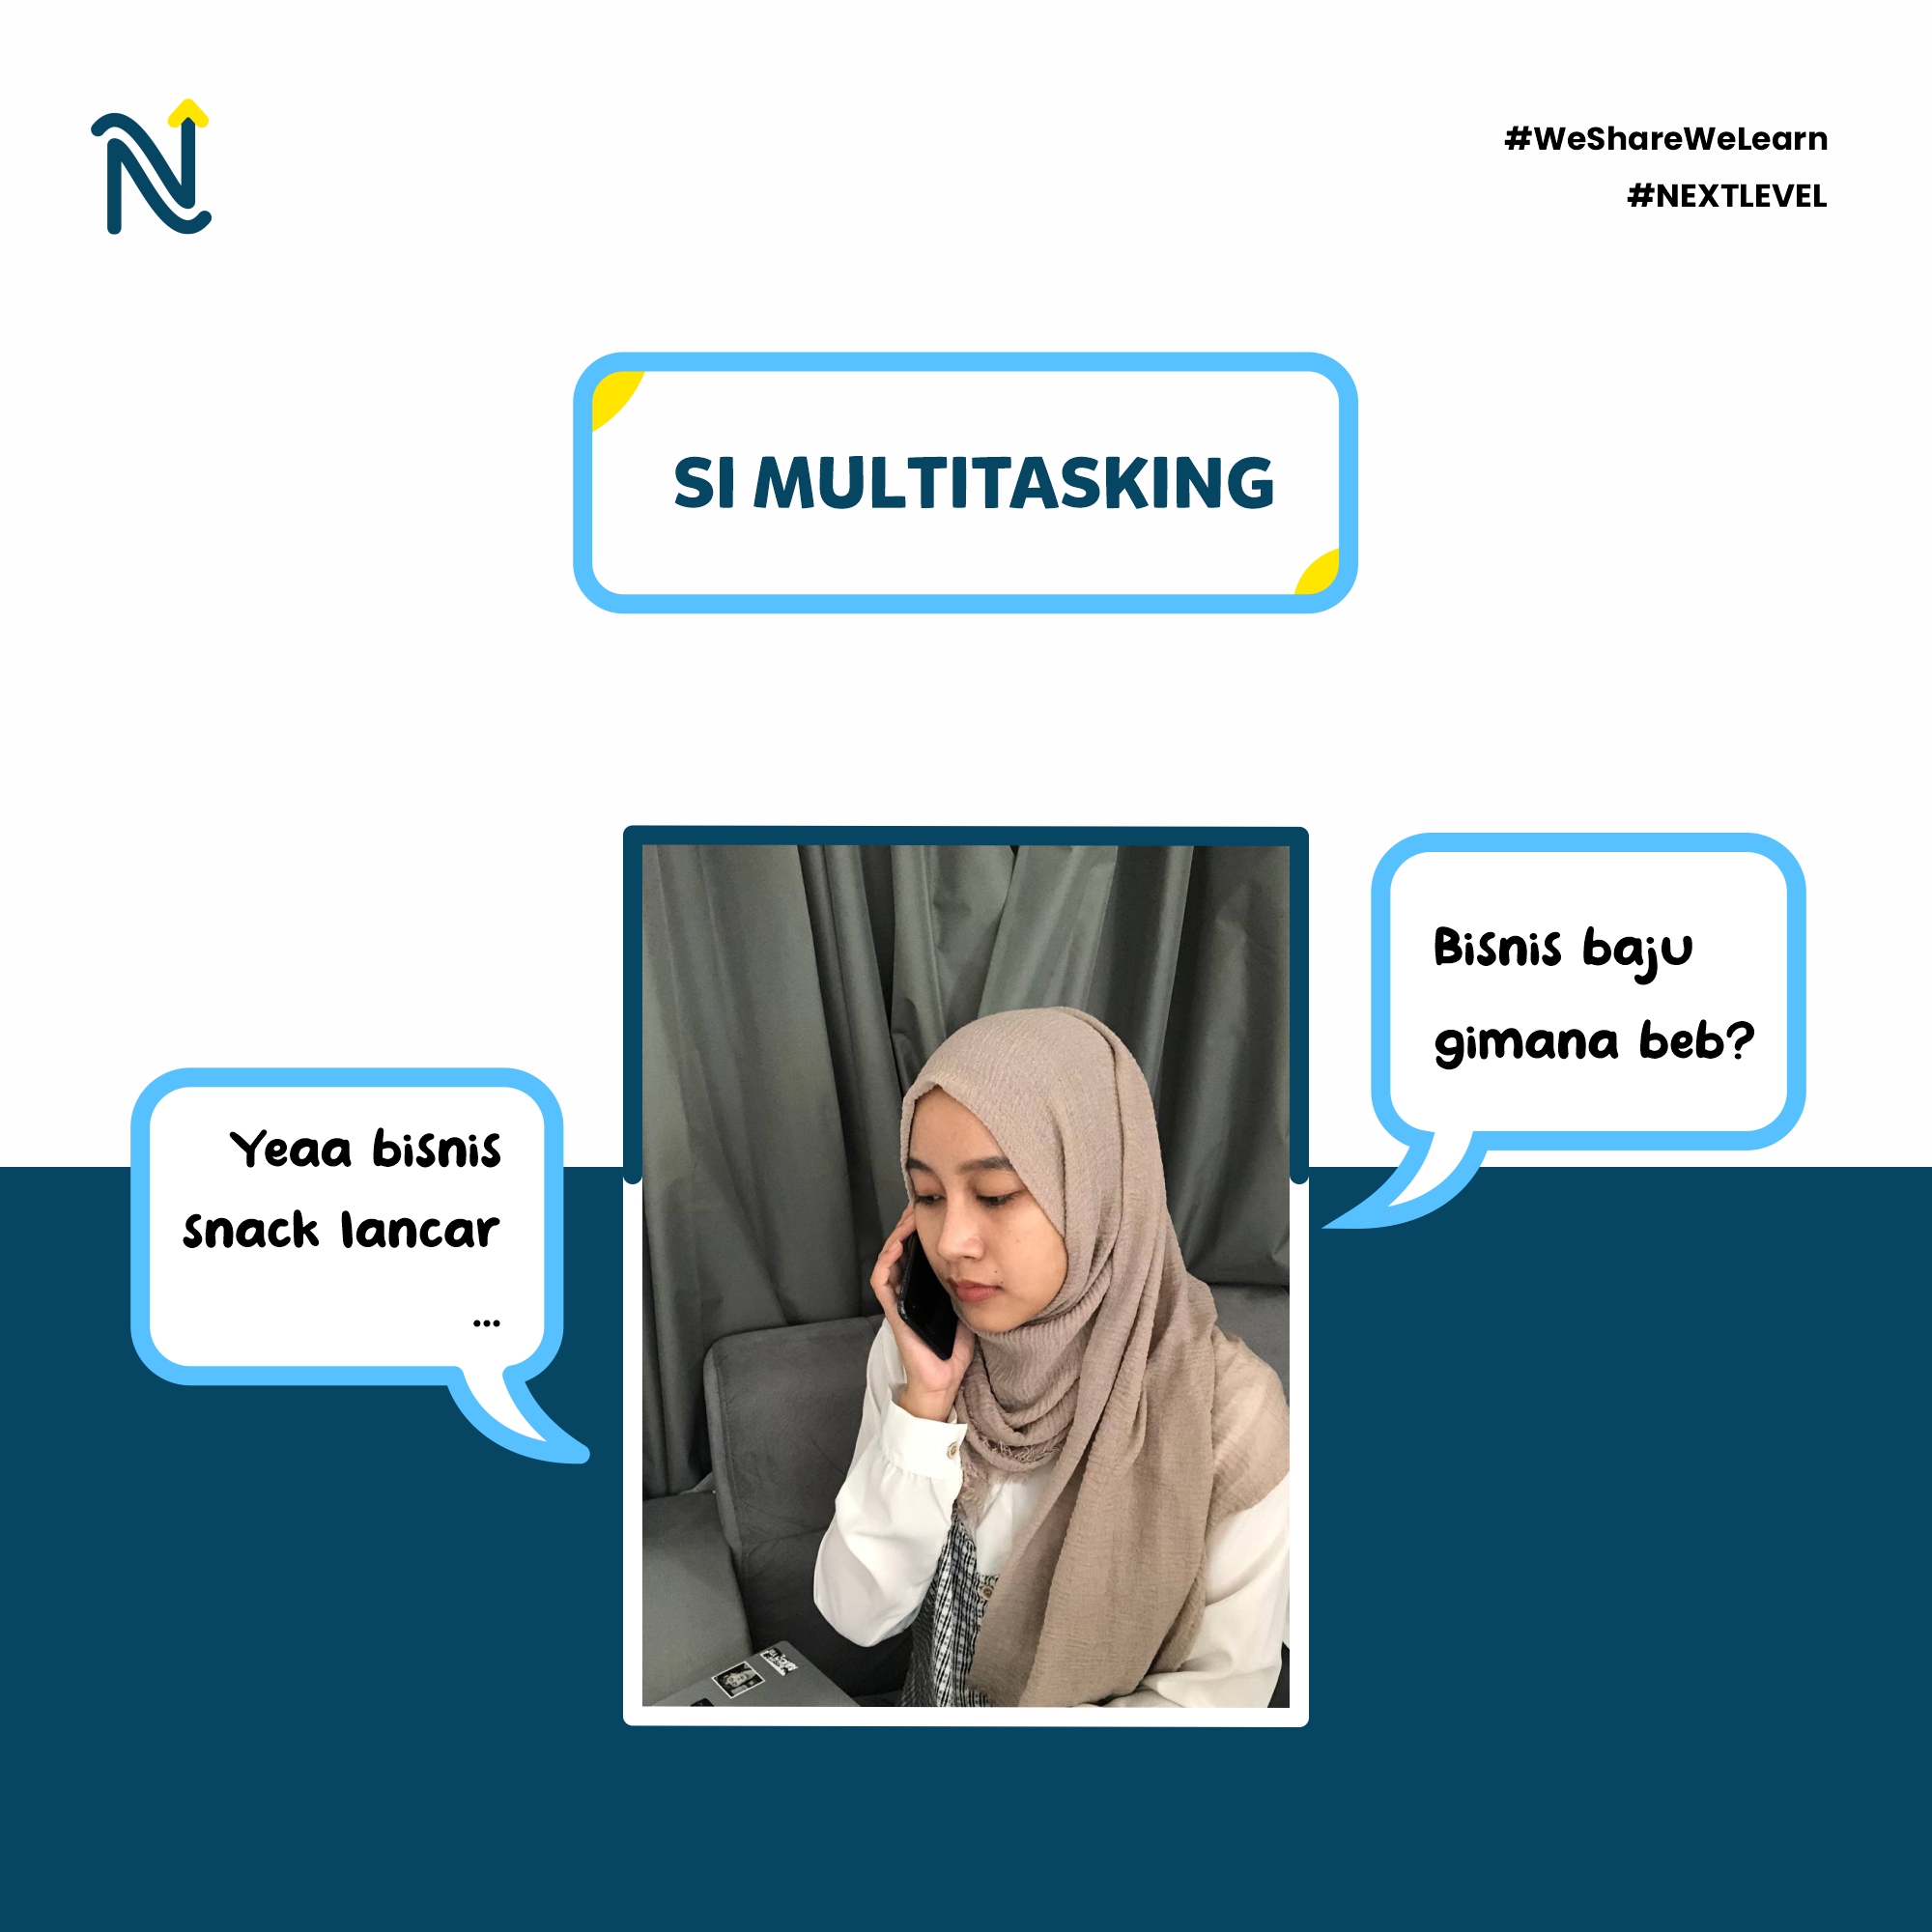 #WeShareWeLearn
#NEXTLEVEL
SI MULTITASKING
Bisnis baju
gimana beb?
Yeaa bisnis
snack lancar
...